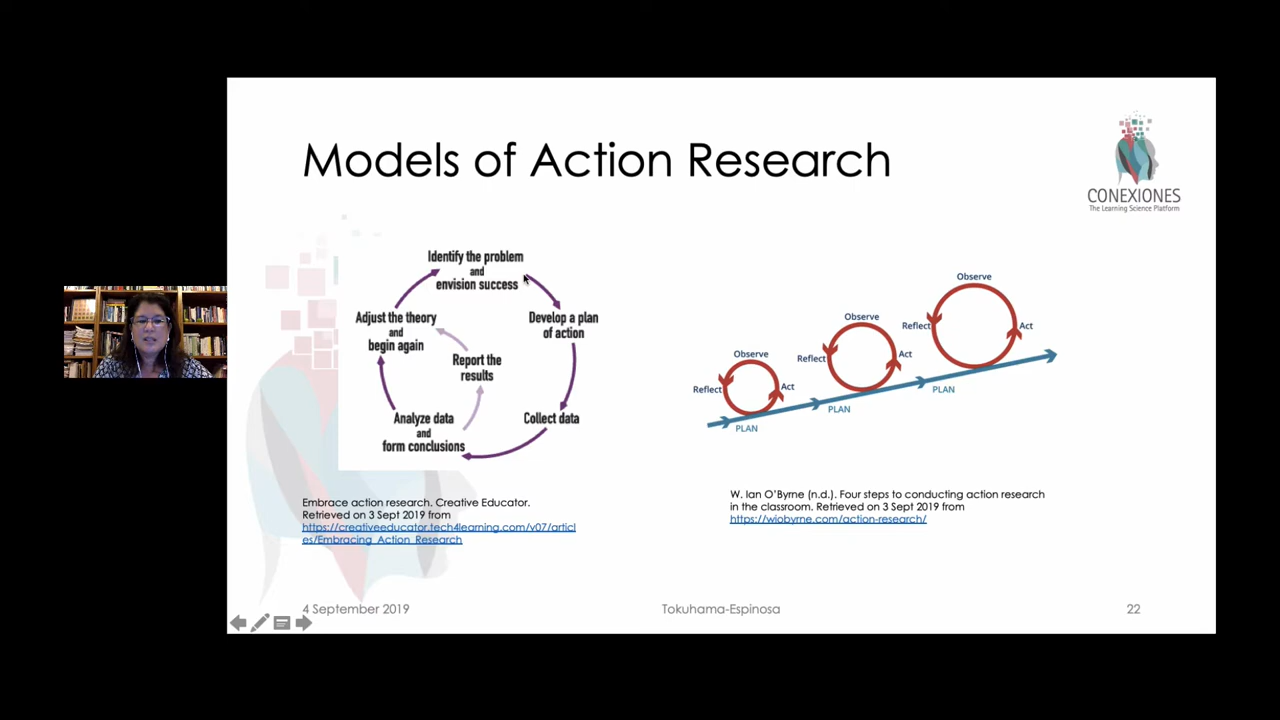 Models of Action Research
CONEXIONES
The Learning Science Platform
Identify the problem
and
envision success
Develop a plan
of action
Collect data
Analyze data
and
form conclusions
Report the
results
Adjust the theory
and
begin again
Embrace action research. Creative Educator.
Retrieved on 3 Sept 2019 from
https://creativeeducator.tech4learning.com/v07/articl
es/Embracing_Action_Research
Observe
Reflect
Act
PLAN
Observe
Reflect
Act
PLAN
Observe
Reflect
Act
PLAN
W. Ian O'Byrne (n.d.). Four steps to conducting action research
in the classroom. Retrieved on 3 Sept 2019 from
https://wiobyrne.com/action-research/
4 September 2019
Tokuhama-Espinosa
22